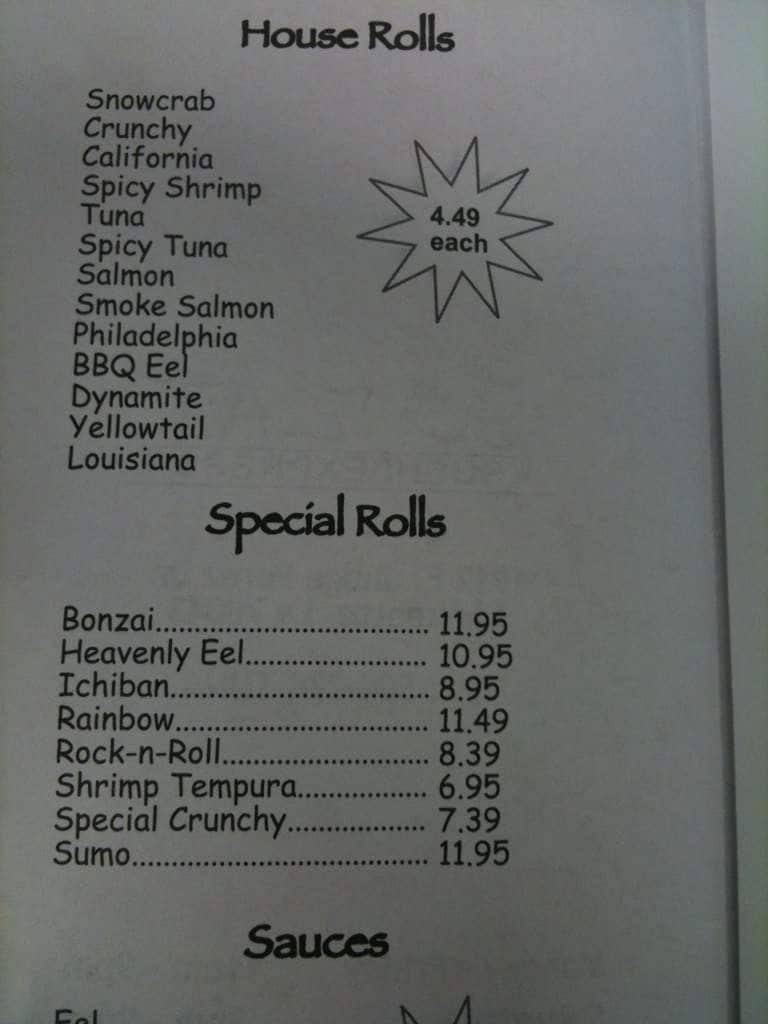 House Rolls
Snowcrab
Crunchy
California
Spicy Shrimp
Tuna
Spicy Tuna
Salmon
Smoke Salmon
Philadelphia
BBQ Eel
Dynamite
Yellowtail
Louisiana
4.49
each
Special Rolls
Bonzai.................................. 11.95
Heavenly Eel....................... 10.95
Ichiban................................. 8.95
Rainbow................................ 11.49
Rock-n-Roll.......................... 8.39
Shrimp Tempura................ 6.95
Special Crunchy................. 7.39
Sumo..................................... 11.95
Sauces
Eel